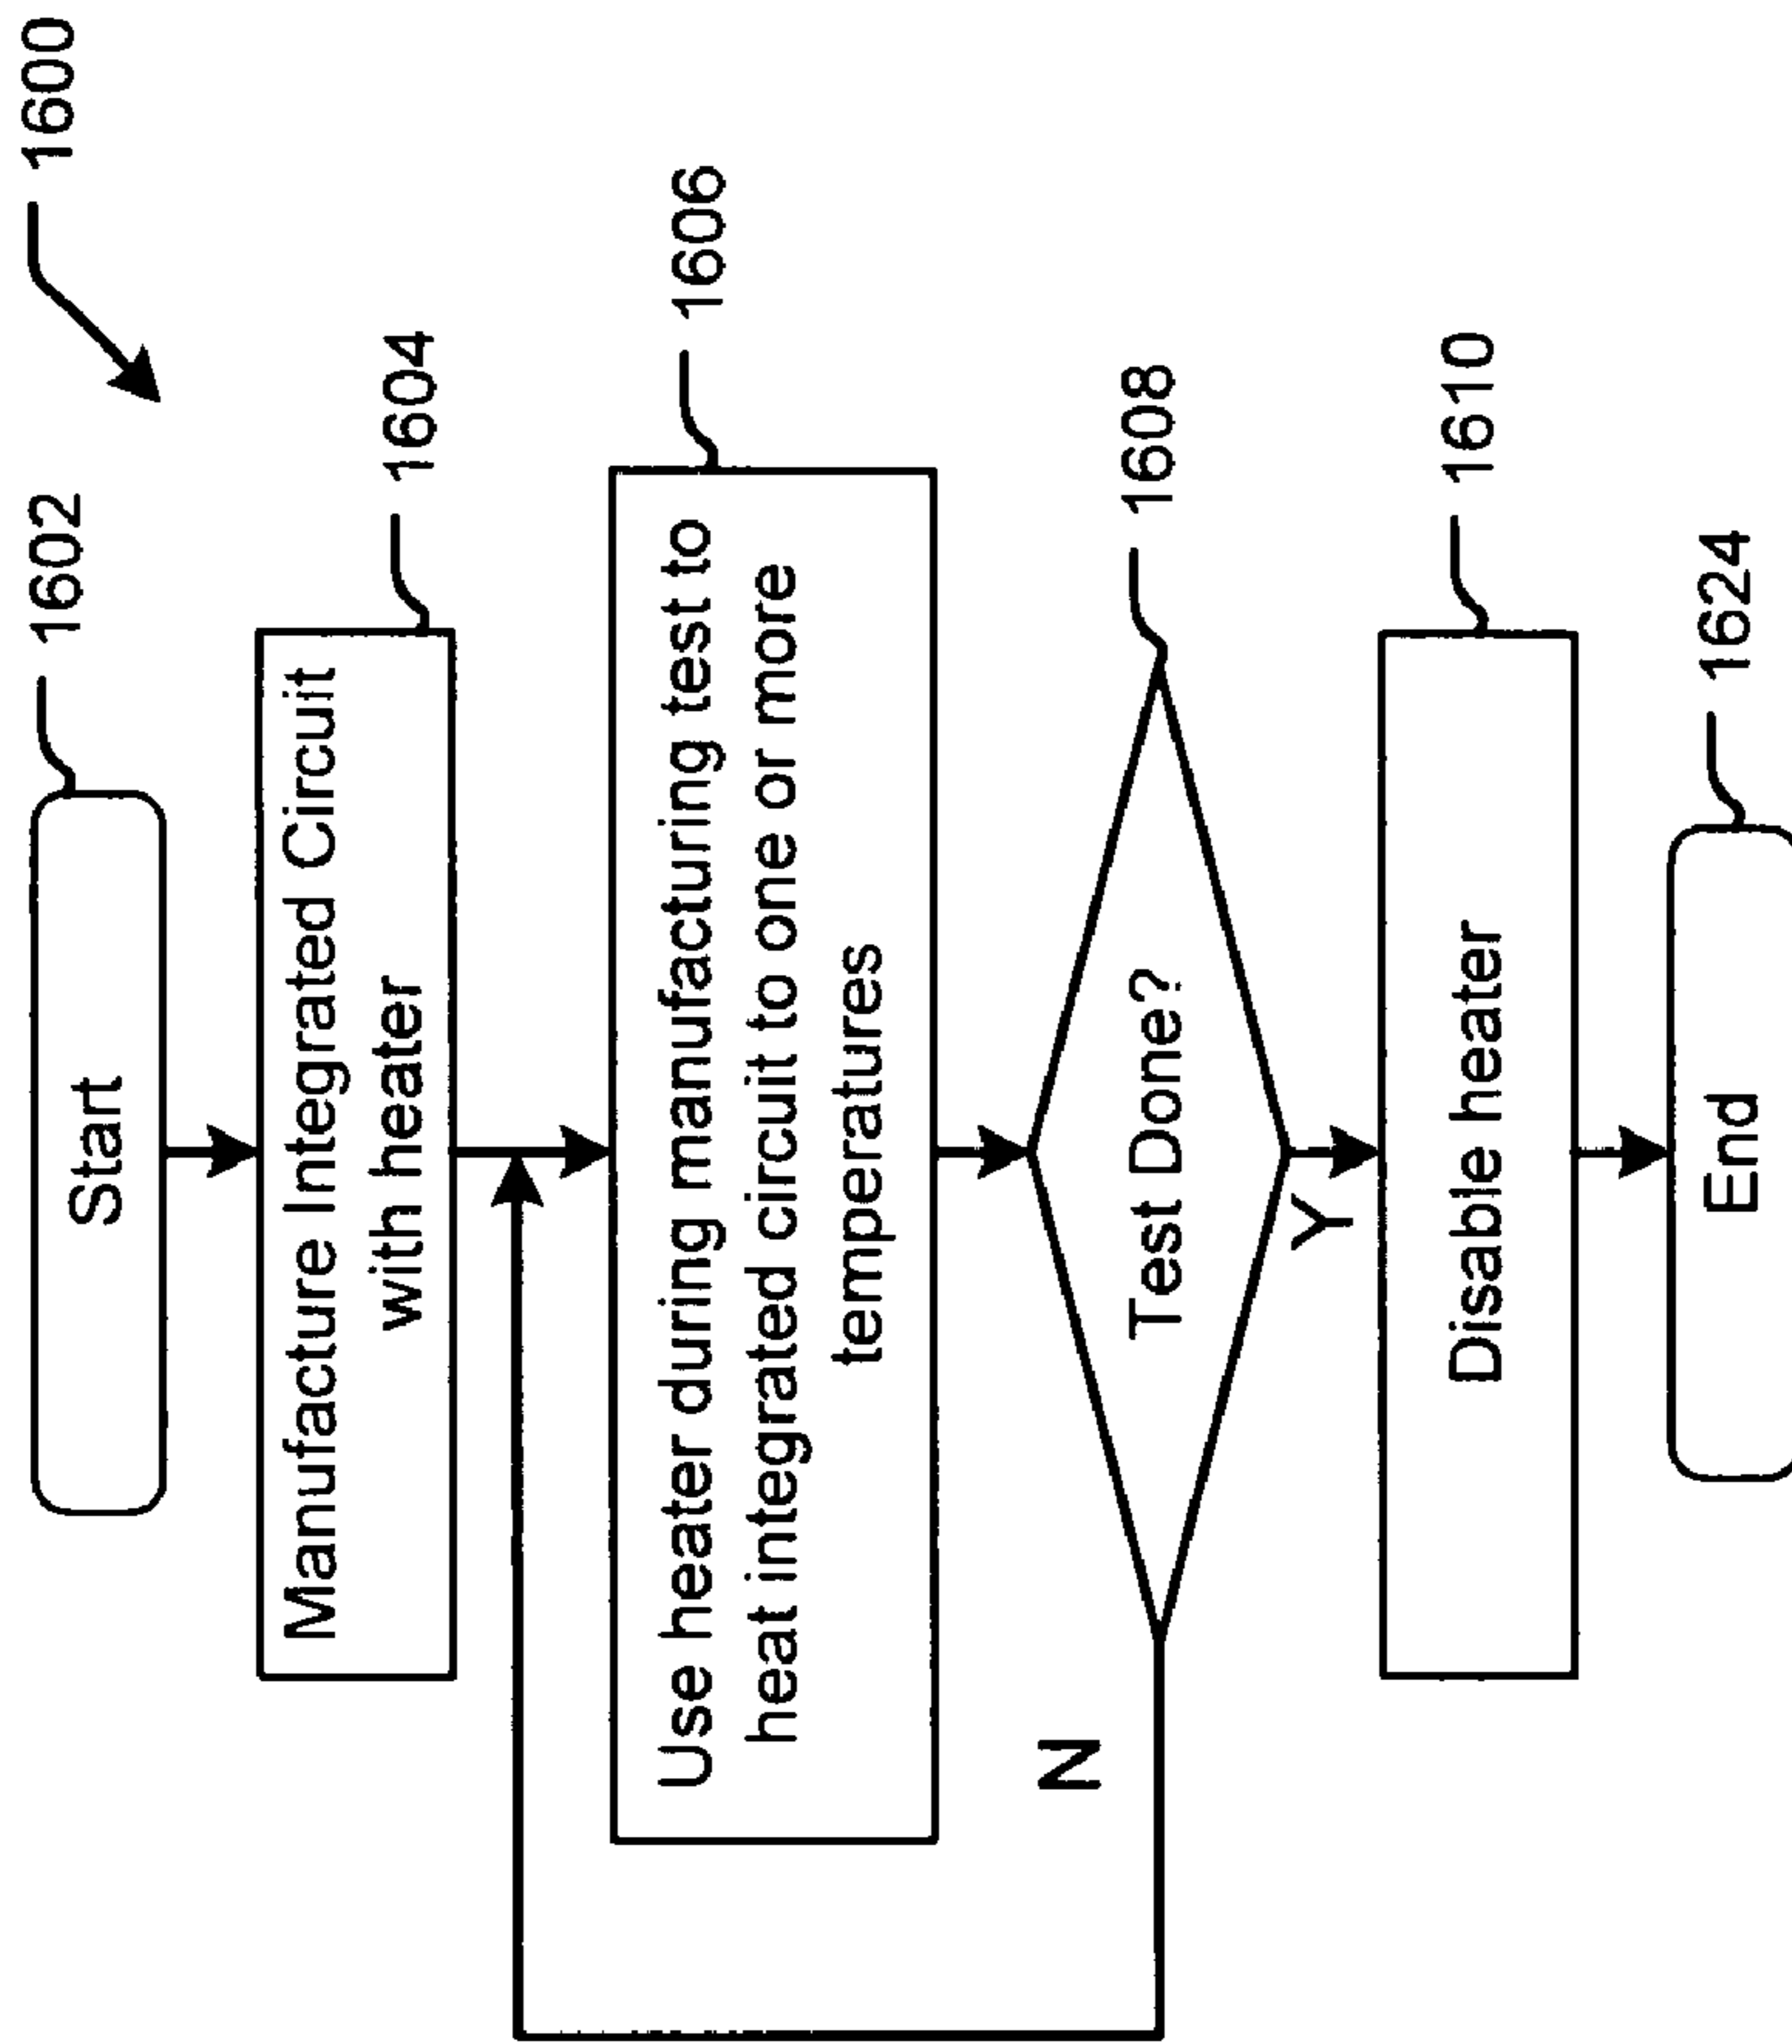 1600
1602
Start
1604
Manufacture Integrated Circuit
with heater
1606
Use heater during manufacturing test to
heat integrated circuit to one or more
temperatures
1608
Test Done?
N
Y
1610
Disable heater
1624
End